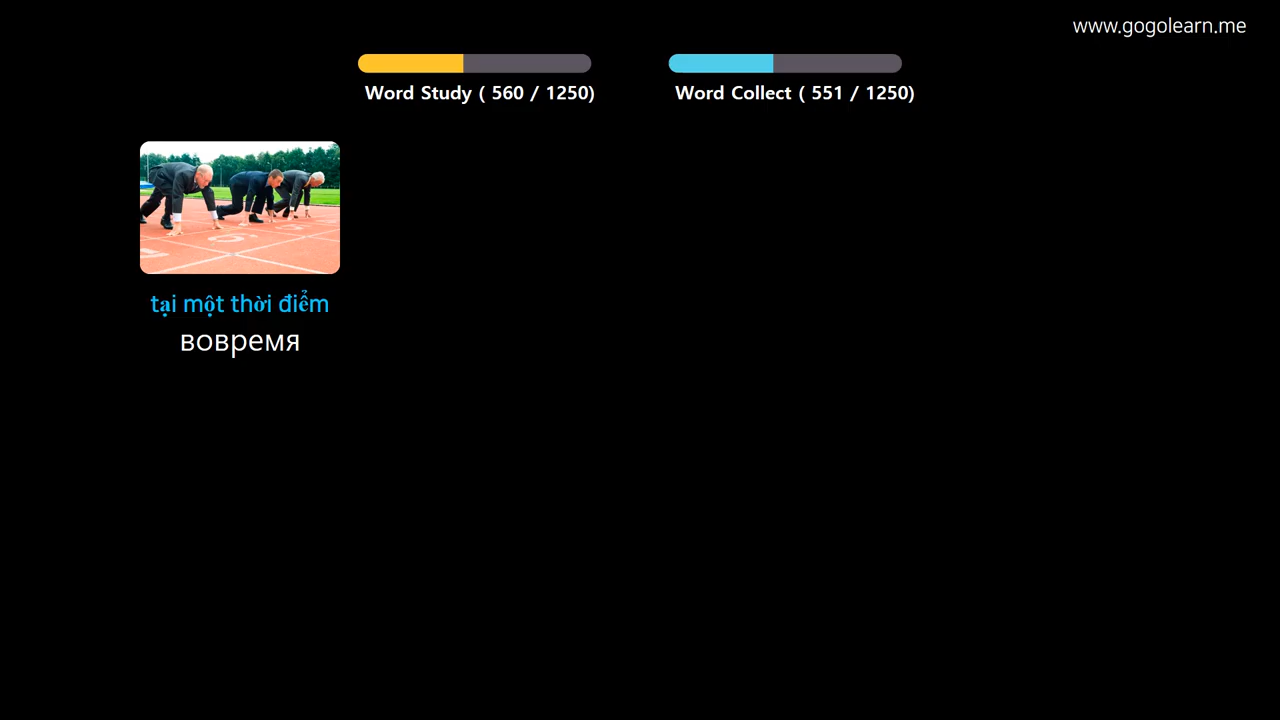 www.gogolearn.me
Word Study ( 560 / 1250)
Word Collect ( 551 / 1250)
tại một thời điểm
вовремя